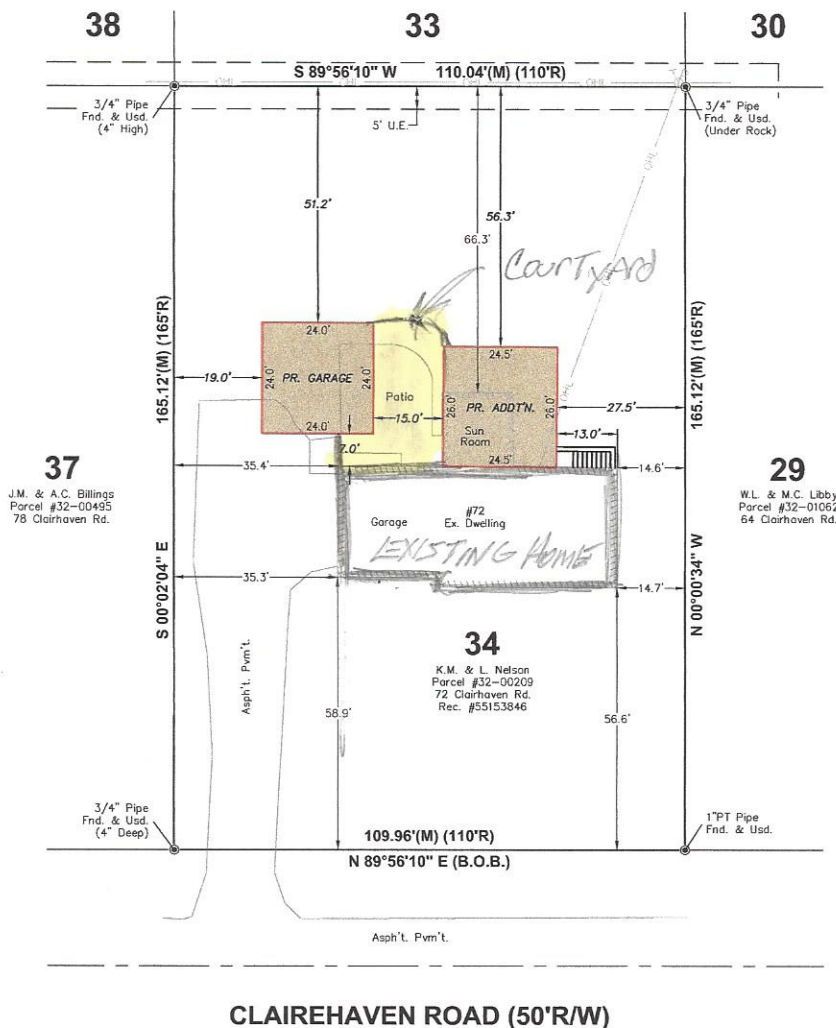 38
33
30
OHL
OHL
OHL
OHL
S 89°56'10" W
110.04'(M) (110'R)
3/4" Pipe
Fnd. & Usd.
(4" High)
5' U.E.
3/4" Pipe
Fnd. & Usd.
(Under Rock)
OHL
51.2'
56.3'
66.3'
COURTYARD
165.12'(M) (165'R)
165.12'(M) (165'R)
OHL
24.0'
24.0'
PR. GARAGE
24.0'
24.0'
19.0'
Patio
15.0'
24.5'
26.0'
PR. ADDT'N.
26.0'
Sun
Room
24.5'
OHL
27.5'
13.0'
7.0'
35.4'
14.6'
37
J.M. & A.C. Billings
Parcel #32-00495
78 Clairhaven Rd.
29
W.L. & M.C. Libby
Parcel #32-01062
64 Clairhaven Rd.
Garage
#72
Ex. Dwelling
EXISTING HOME
35.3'
14.7'
S 00°02'04" E
N 00°00'34" W
34
K.M. & L. Nelson
Parcel #32-00209
72 Clairhaven Rd.
Rec. #55153846
Asph't. Pvm't.
58.9'
56.6'
3/4" Pipe
Fnd. & Usd.
(4" Deep)
1"PT Pipe
Fnd. & Usd.
109.96'(M) (110'R)
N 89°56'10" E (B.O.B.)
Asph't. Pvm't.
CLAIREHAVEN ROAD (50'R/W)